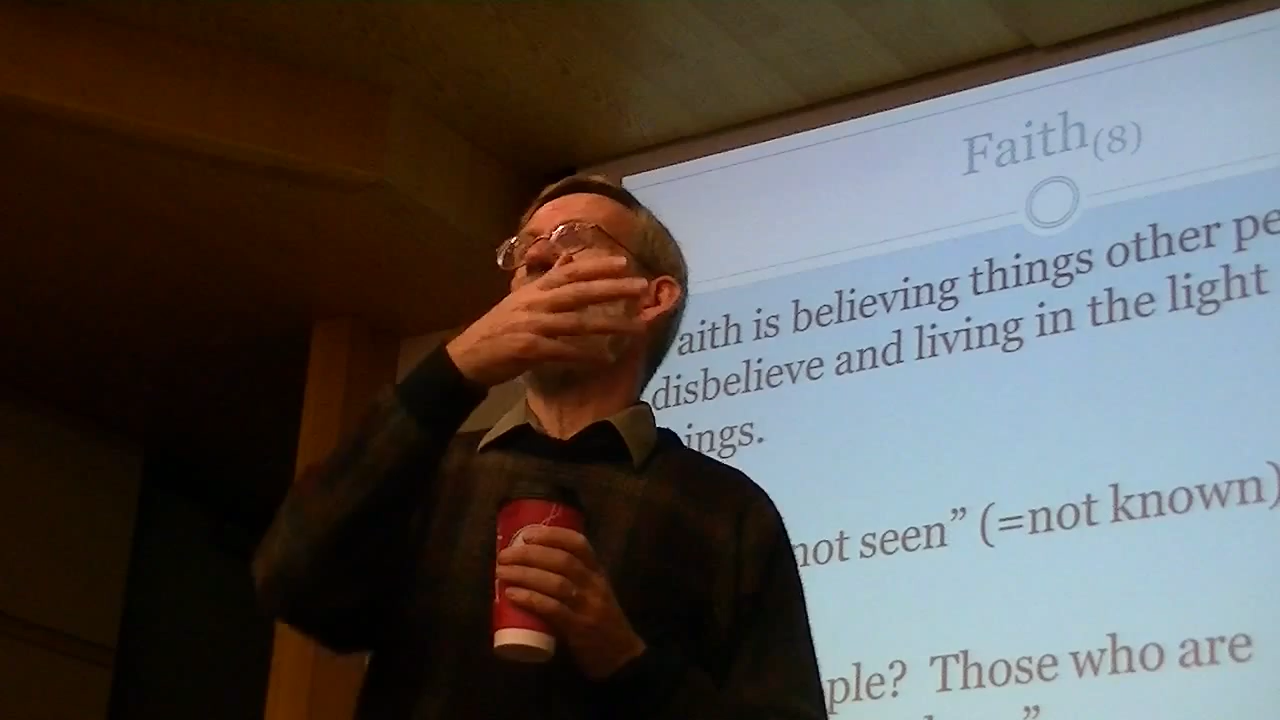 Faith(8)
aith is believing things other pe
disbelieve and living in the light
ings.
not seen” (=not known)
ple? Those who are
”